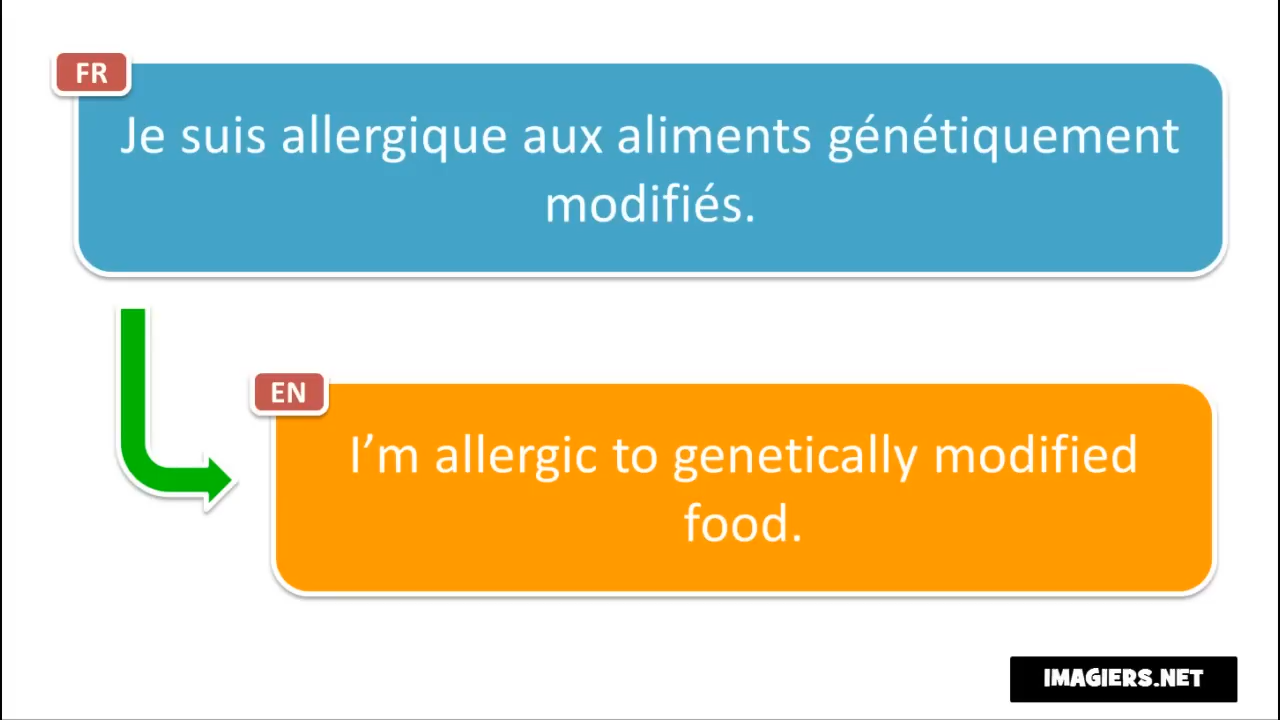 FR
Je suis allergique aux aliments génétiquement
modifiés.
EN
I’m allergic to genetically modified
food.
IMAGIERS.NET